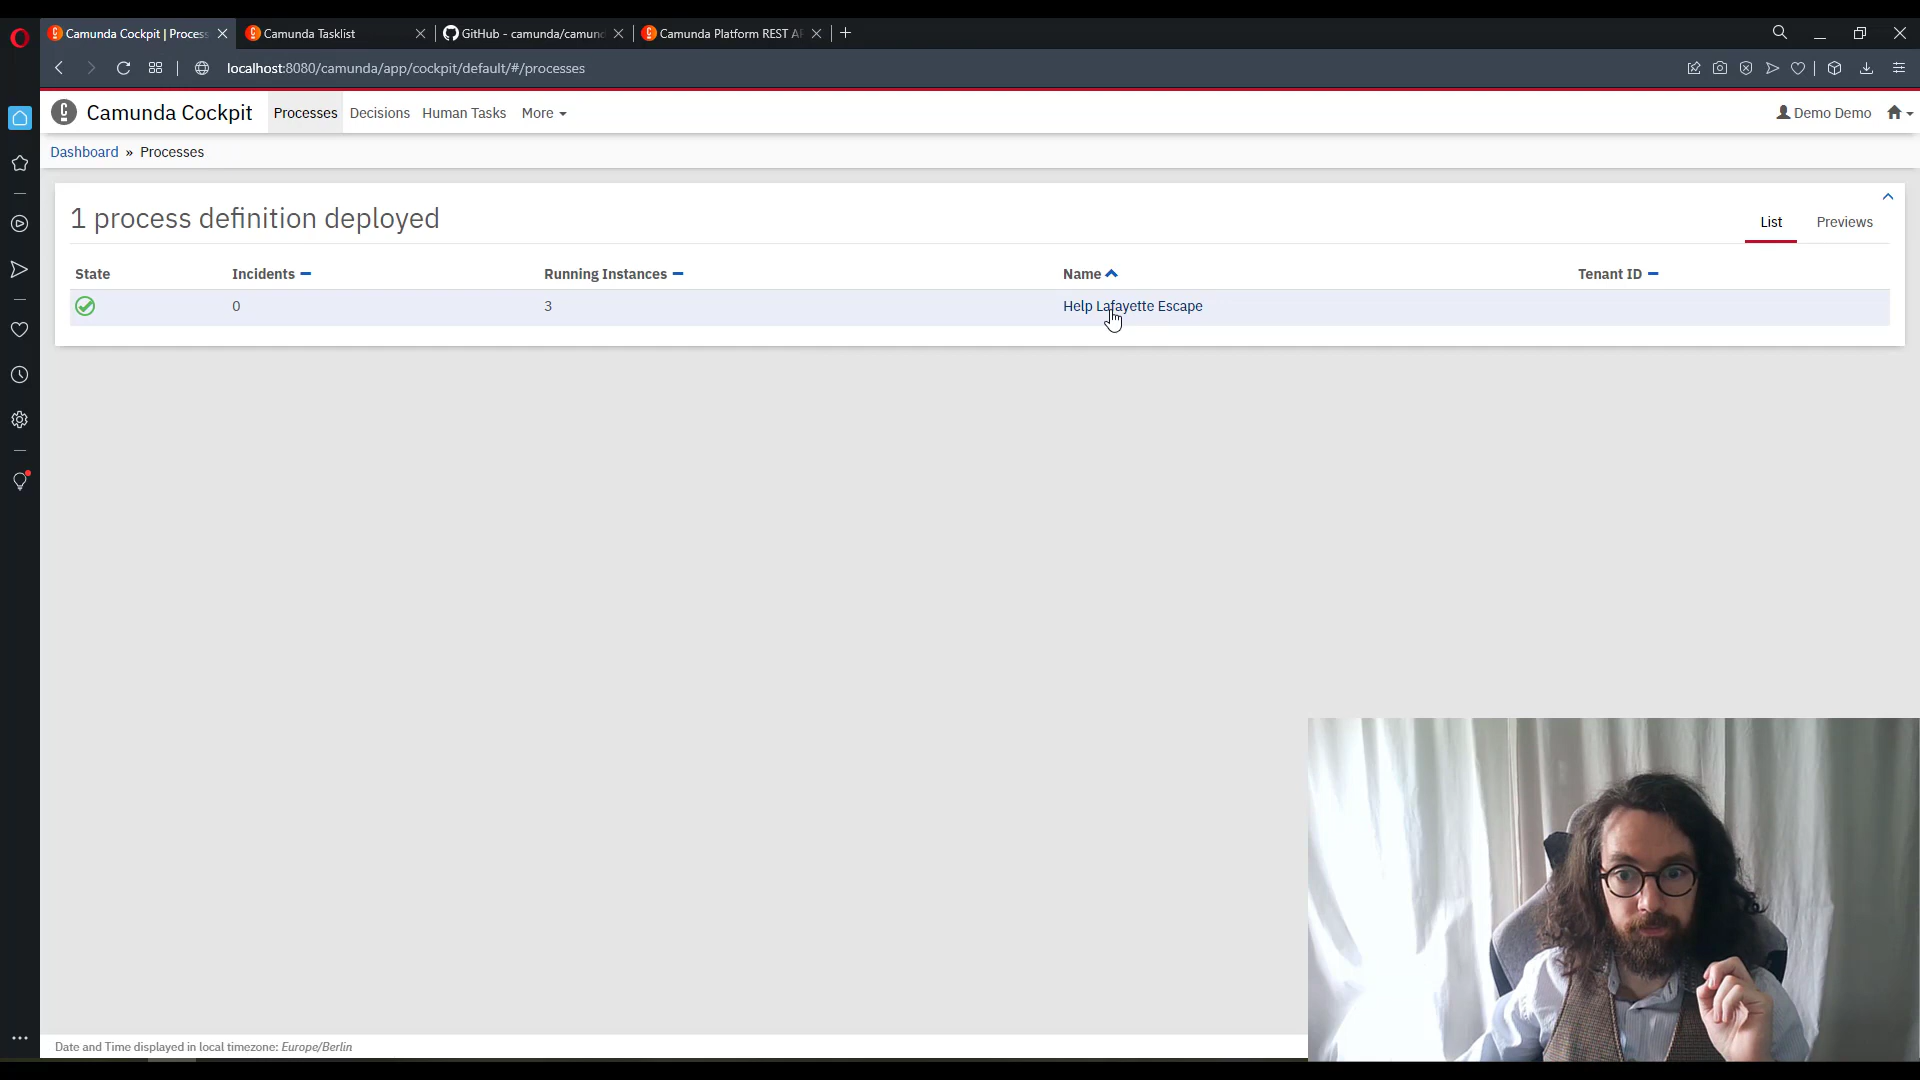 Camunda Cockpit | Proces
Camunda Tasklist
GitHub - camunda/camun
Camunda Platform REST A
localhost:8080/camunda/app/cockpit/default/#/processes
Camunda Cockpit
Processes
Decisions
Human Tasks
More
Demo Demo
Dashboard » Processes
1 process definition deployed
List
Previews
State
Incidents
Running Instances
Name
Tenant ID
0
3
Help Lafayette Escape
Date and Time displayed in local timezone: Europe/Berlin